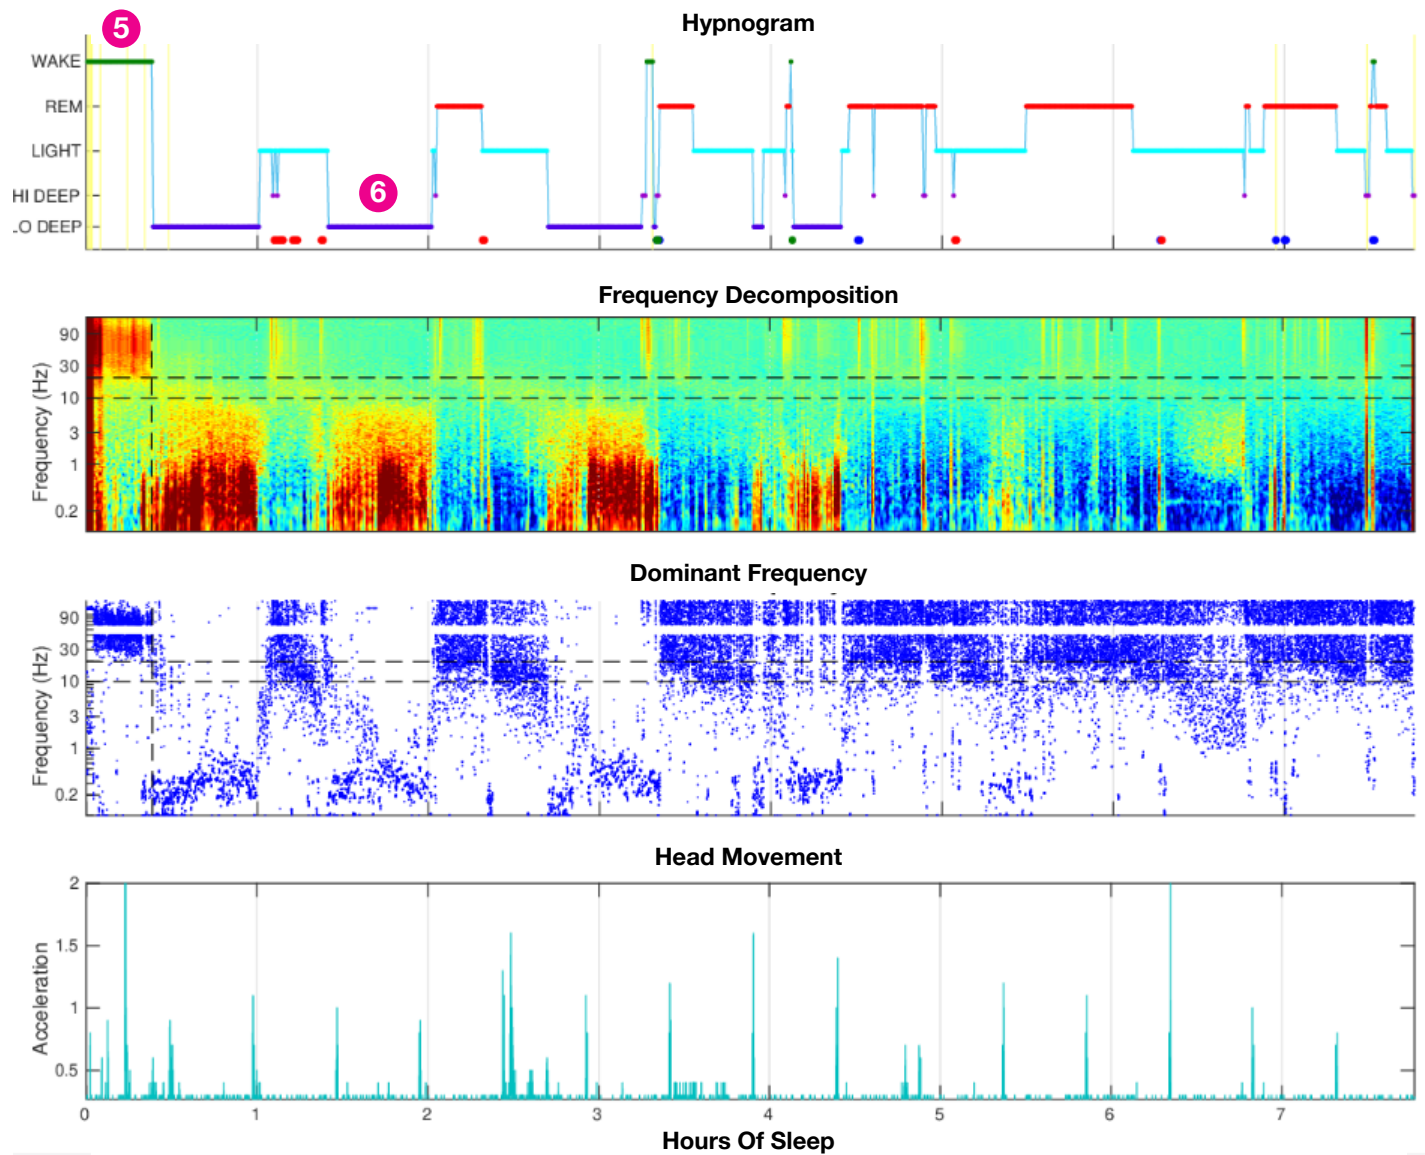 5
Hypnogram
WAKE
REM
LIGHT
HI DEEP
LO DEEP
6
Frequency Decomposition
Frequency (Hz)
90
30
10
3
1
0.2
Dominant Frequency
Frequency (Hz)
90
30
10
3
1
0.2
Head Movement
Acceleration
2
1.5
1
0.5
0 1 2 3 4 5 6 7
Hours Of Sleep